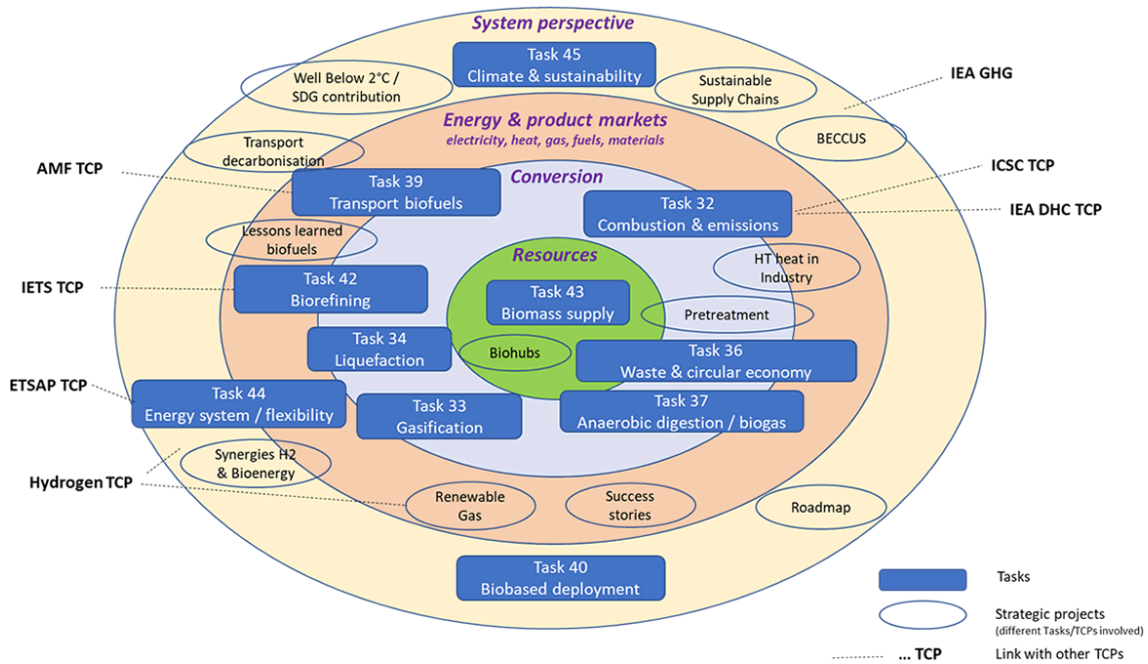 System perspective
Task 45
Climate & sustainability
Well Below 2°C /
SDG contribution
Sustainable
Supply Chains
IEA GHG
Energy & product markets
electricity, heat, gas, fuels, materials
BECCUS
Transport
decarbonisation
AMF TCP
Task 39
Transport biofuels
Conversion
Task 32
Combustion & emissions
ICSC TCP
IEA DHC TCP
Lessons learned
biofuels
Resources
HT heat in
Industry
IETS TCP
Task 42
Biorefining
Task 43
Biomass supply
Pretreatment
Task 34
Liquefaction
Biohubs
Task 36
Waste & circular economy
ETSAP TCP
Task 44
Energy system / flexibility
Task 33
Gasification
Task 37
Anaerobic digestion / biogas
Synergies H2
& Bioenergy
Hydrogen TCP
Renewable
Gas
Success
stories
Roadmap
Task 40
Biobased deployment
Tasks
Strategic projects
(different Tasks/TCPs involved)
... TCP
Link with other TCPs